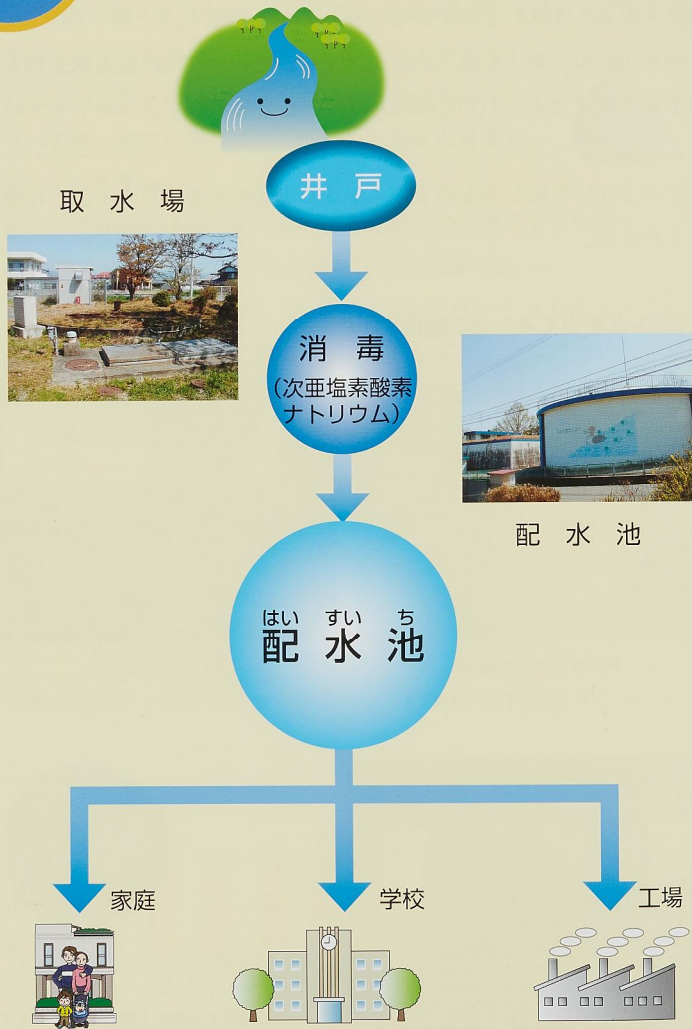 井 戸
取 水 場
消 毒
(次亜塩素酸素
ナトリウム)
配 水 池
はい すい ち
配 水 池
家庭
学校
工場